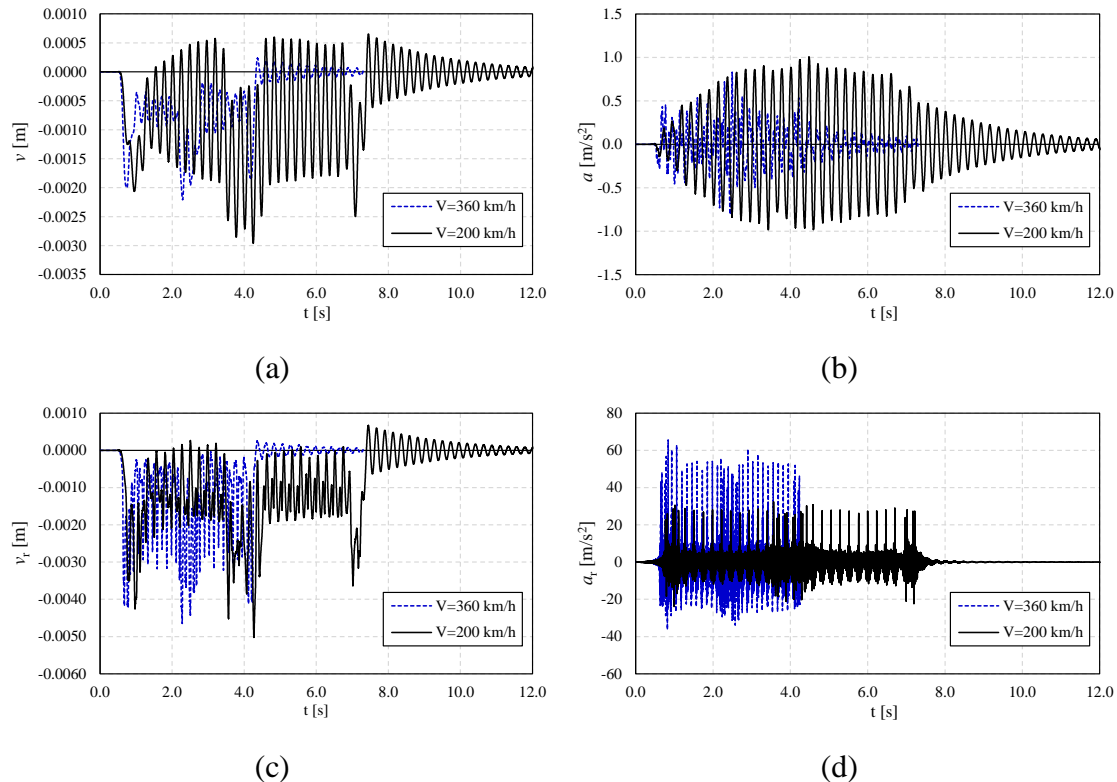 0.0010
0.0005
0.0000
-0.0005
-0.0010
-0.0015
-0.0020
-0.0025
-0.0030
-0.0035
v [m]
0.0 2.0 4.0 6.0 8.0 10.0 12.0
t [s]
V=360 km/h
V=200 km/h
(a)
1.5
1.0
0.5
0.0
-0.5
-1.0
-1.5
a [m/s²]
0.0 2.0 4.0 6.0 8.0 10.0 12.0
t [s]
V=360 km/h
V=200 km/h
(b)
0.0010
0.0000
-0.0010
-0.0020
-0.0030
-0.0040
-0.0050
-0.0060
vr [m]
0.0 2.0 4.0 6.0 8.0 10.0 12.0
t [s]
V=360 km/h
V=200 km/h
(c)
80
60
40
20
0
-20
-40
-60
ar [m/s²]
0.0 2.0 4.0 6.0 8.0 10.0 12.0
t [s]
V=360 km/h
V=200 km/h
(d)